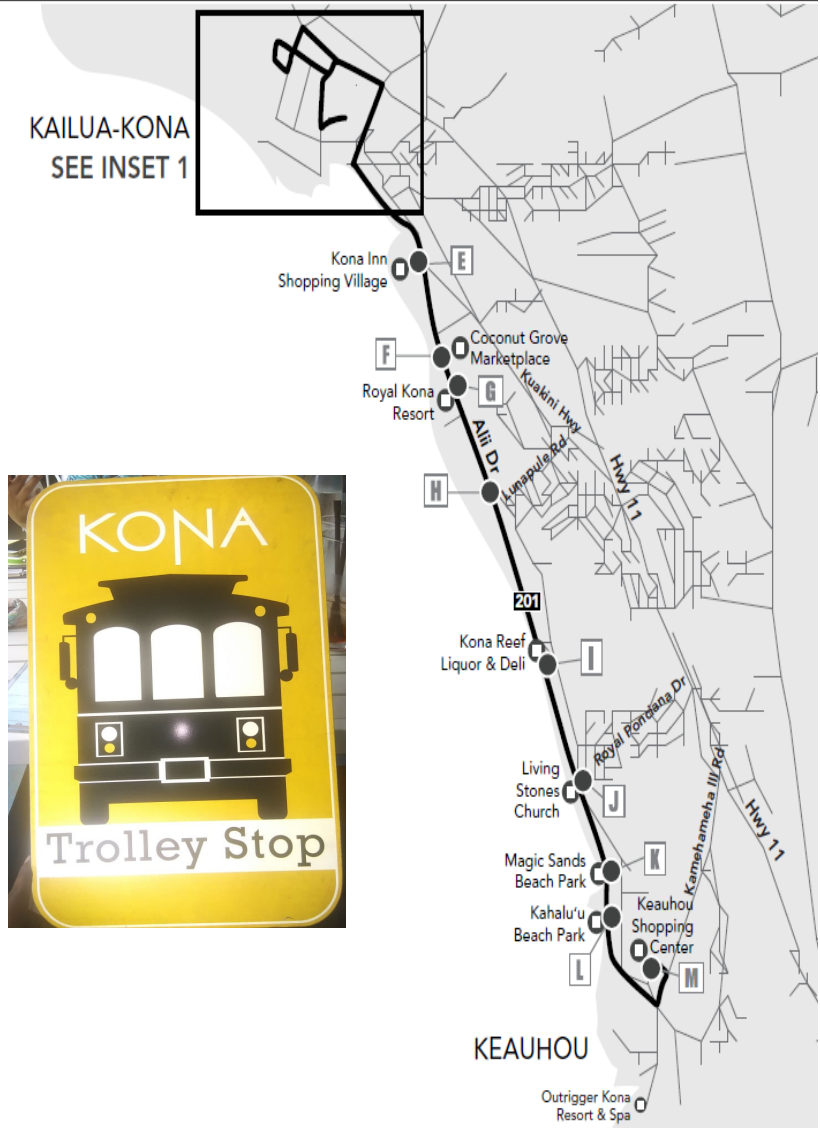 KAILUA-KONA
SEE INSET 1
Kona Inn
Shopping Village
E
F
Coconut Grove
Marketplace
Royal Kona
Resort
G
Kuakini Hwy
Alii Dr
Lunapule Rd
Hwy 11
H
201
Kona Reef
Liquor & Deli
I
Royal Pondana Dr
Living
Stones
Church
J
Kamehameha III Rd
Hwy 11
Magic Sands
Beach Park
K
Kahalu‘u
Beach Park
L
Keauhou
Shopping
Center
M
KEAUHOU
Outrigger Kona
Resort & Spa
KONA
Trolley Stop